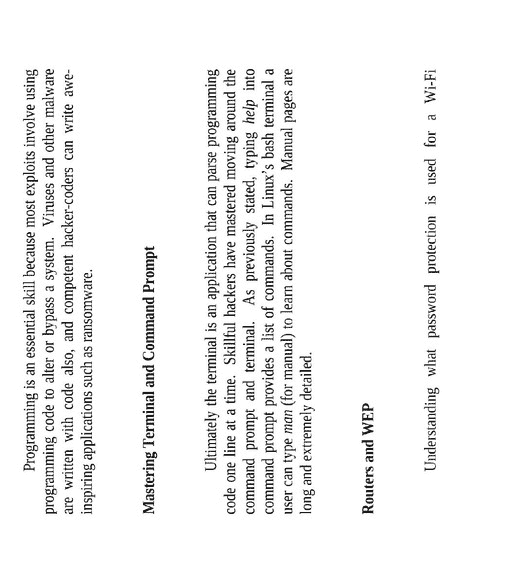 Programming is an essential skill because most exploits involve using
programming code to alter or bypass a system. Viruses and other malware
are written with code also, and competent hacker-coders can write awe-
inspiring applications such as ransomware.
Mastering Terminal and Command Prompt
Ultimately the terminal is an application that can parse programming
code one line at a time. Skillful hackers have mastered moving around the
command prompt and terminal. As previously stated, typing help into
command prompt provides a list of commands. In Linux’s bash terminal a
user can type man (for manual) to learn about commands. Manual pages are
long and extremely detailed.
Routers and WEP
Understanding what password protection is used for a Wi-Fi